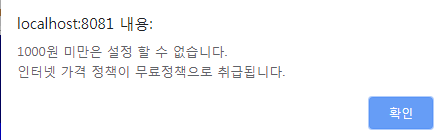 localhost:8081 내용:
1000원 미만은 설정 할 수 없습니다.
인터넷 가격 정책이 무료정책으로 취급됩니다.
확인